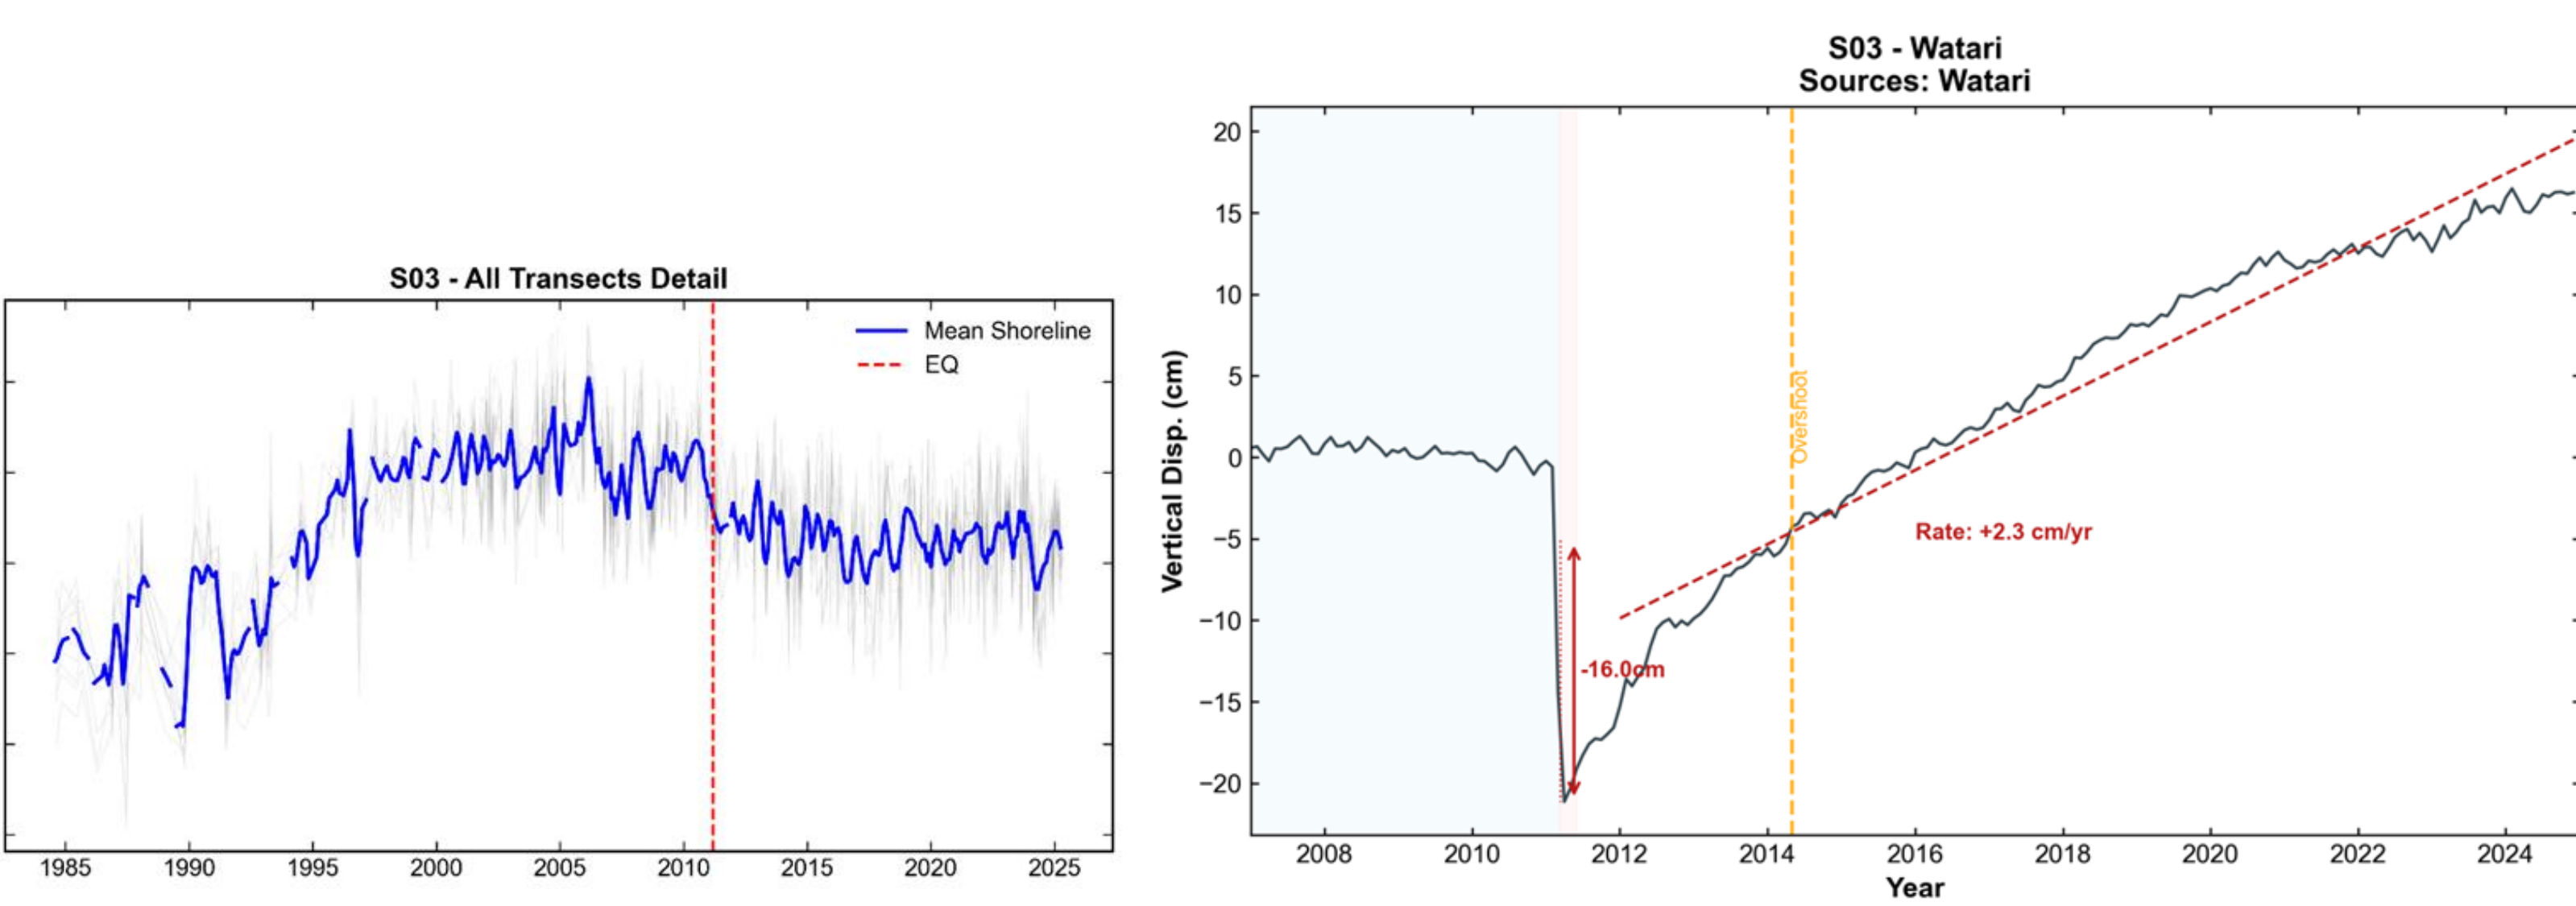 S03 - All Transects Detail
Mean Shoreline
EQ
1985 1990 1995 2000 2005 2010 2015 2020 2025
S03 - Watari
Sources: Watari
Vertical Disp. (cm)
20
15
10
5
0
−5
−10
−15
−20
Overshoot
Rate: +2.3 cm/yr
-16.0cm
2008 2010 2012 2014 2016 2018 2020 2022 2024
Year